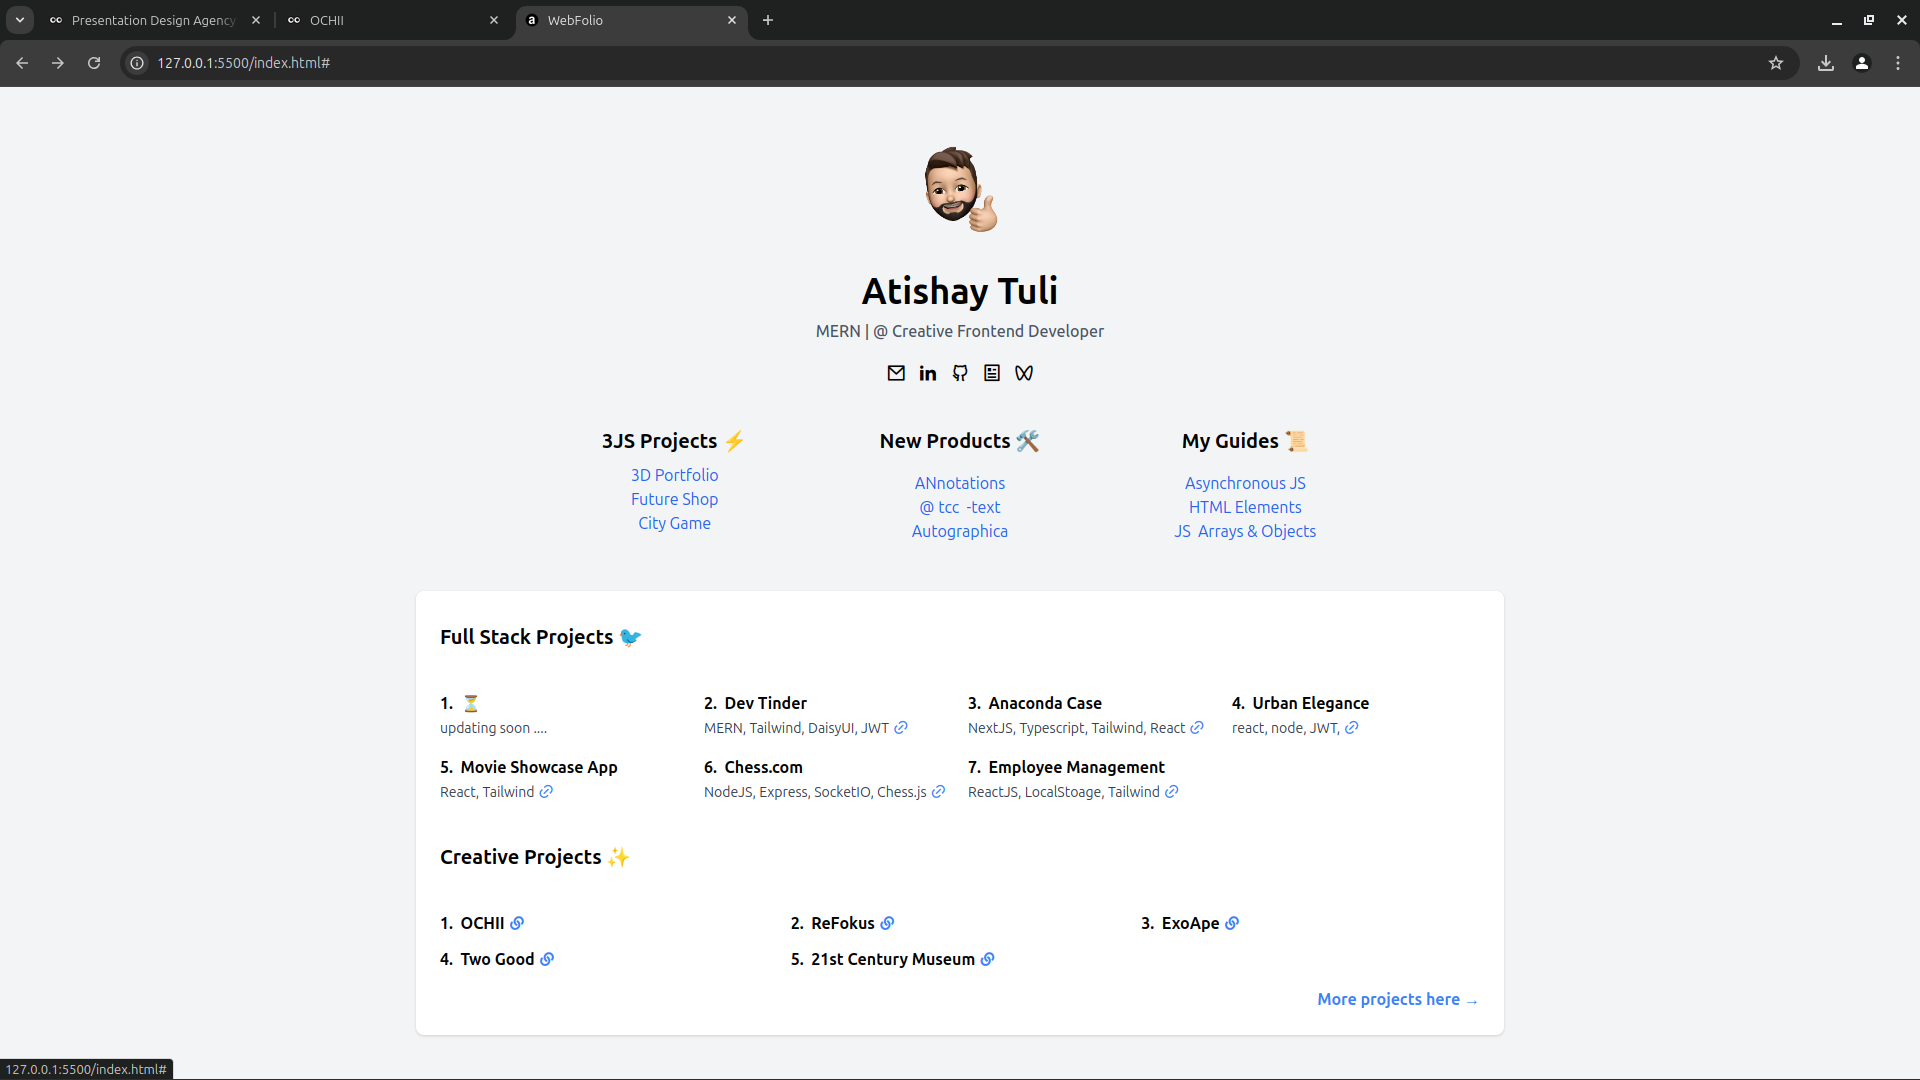 Presentation Design Agency
OCHII
WebFolio
127.0.0.1:5500/index.html#
Atishay Tuli
MERN | @ Creative Frontend Developer
3JS Projects ⚡
New Products 🛠️
My Guides 📜
3D Portfolio
Future Shop
City Game
ANnotations
@ tcc -text
Autographica
Asynchronous JS
HTML Elements
JS Arrays & Objects
Full Stack Projects 🐦
1. ⏳
updating soon ....
2. Dev Tinder
MERN, Tailwind, DaisyUI, JWT
3. Anaconda Case
NextJS, Typescript, Tailwind, React
4. Urban Elegance
react, node, JWT,
5. Movie Showcase App
React, Tailwind
6. Chess.com
NodeJS, Express, SocketIO, Chess.js
7. Employee Management
ReactJS, LocalStoage, Tailwind
Creative Projects ✨
1. OCHII
2. ReFokus
3. ExoApe
4. Two Good
5. 21st Century Museum
More projects here →
127.0.0.1:5500/index.html#